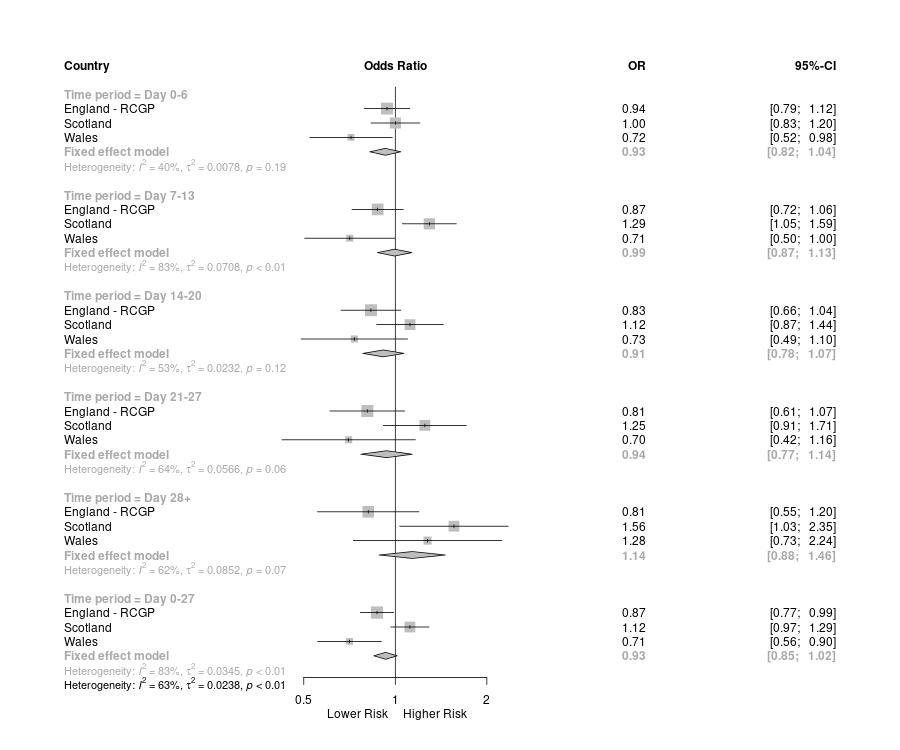 Country Odds Ratio OR 95%-CI
Time period = Day 0-6
England - RCGP 0.94 [0.79; 1.12]
Scotland 1.00 [0.83; 1.20]
Wales 0.72 [0.52; 0.98]
Fixed effect model 0.93 [0.82; 1.04]
Heterogeneity: I² = 40%, τ² = 0.0078, p = 0.19
Time period = Day 7-13
England - RCGP 0.87 [0.72; 1.06]
Scotland 1.29 [1.05; 1.59]
Wales 0.71 [0.50; 1.00]
Fixed effect model 0.99 [0.87; 1.13]
Heterogeneity: I² = 83%, τ² = 0.0708, p < 0.01
Time period = Day 14-20
England - RCGP 0.83 [0.66; 1.04]
Scotland 1.12 [0.87; 1.44]
Wales 0.73 [0.49; 1.10]
Fixed effect model 0.91 [0.78; 1.07]
Heterogeneity: I² = 53%, τ² = 0.0232, p = 0.12
Time period = Day 21-27
England - RCGP 0.81 [0.61; 1.07]
Scotland 1.25 [0.91; 1.71]
Wales 0.70 [0.42; 1.16]
Fixed effect model 0.94 [0.77; 1.14]
Heterogeneity: I² = 64%, τ² = 0.0566, p = 0.06
Time period = Day 28+
England - RCGP 0.81 [0.55; 1.20]
Scotland 1.56 [1.03; 2.35]
Wales 1.28 [0.73; 2.24]
Fixed effect model 1.14 [0.88; 1.46]
Heterogeneity: I² = 62%, τ² = 0.0852, p = 0.07
Time period = Day 0-27
England - RCGP 0.87 [0.77; 0.99]
Scotland 1.12 [0.97; 1.29]
Wales 0.71 [0.56; 0.90]
Fixed effect model 0.93 [0.85; 1.02]
Heterogeneity: I² = 83%, τ² = 0.0345, p < 0.01
Heterogeneity: I² = 63%, τ² = 0.0238, p < 0.01
0.5 1 2
Lower Risk Higher Risk